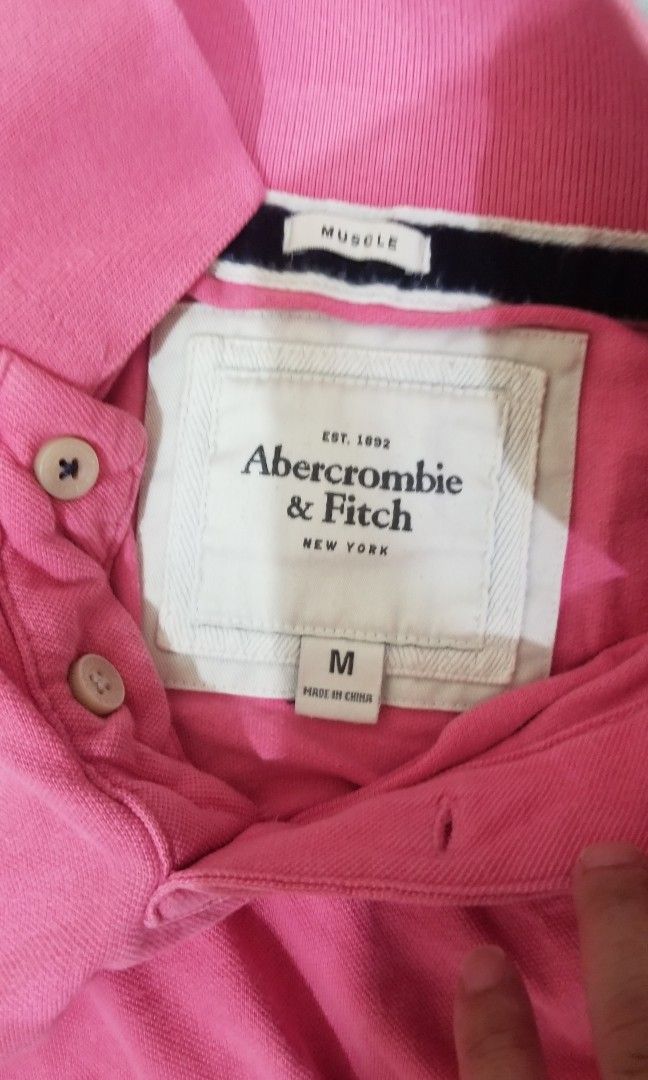 MUSCLE
EST. 1892
Abercrombie
& Fitch
NEW YORK
M
MADE IN CHINA